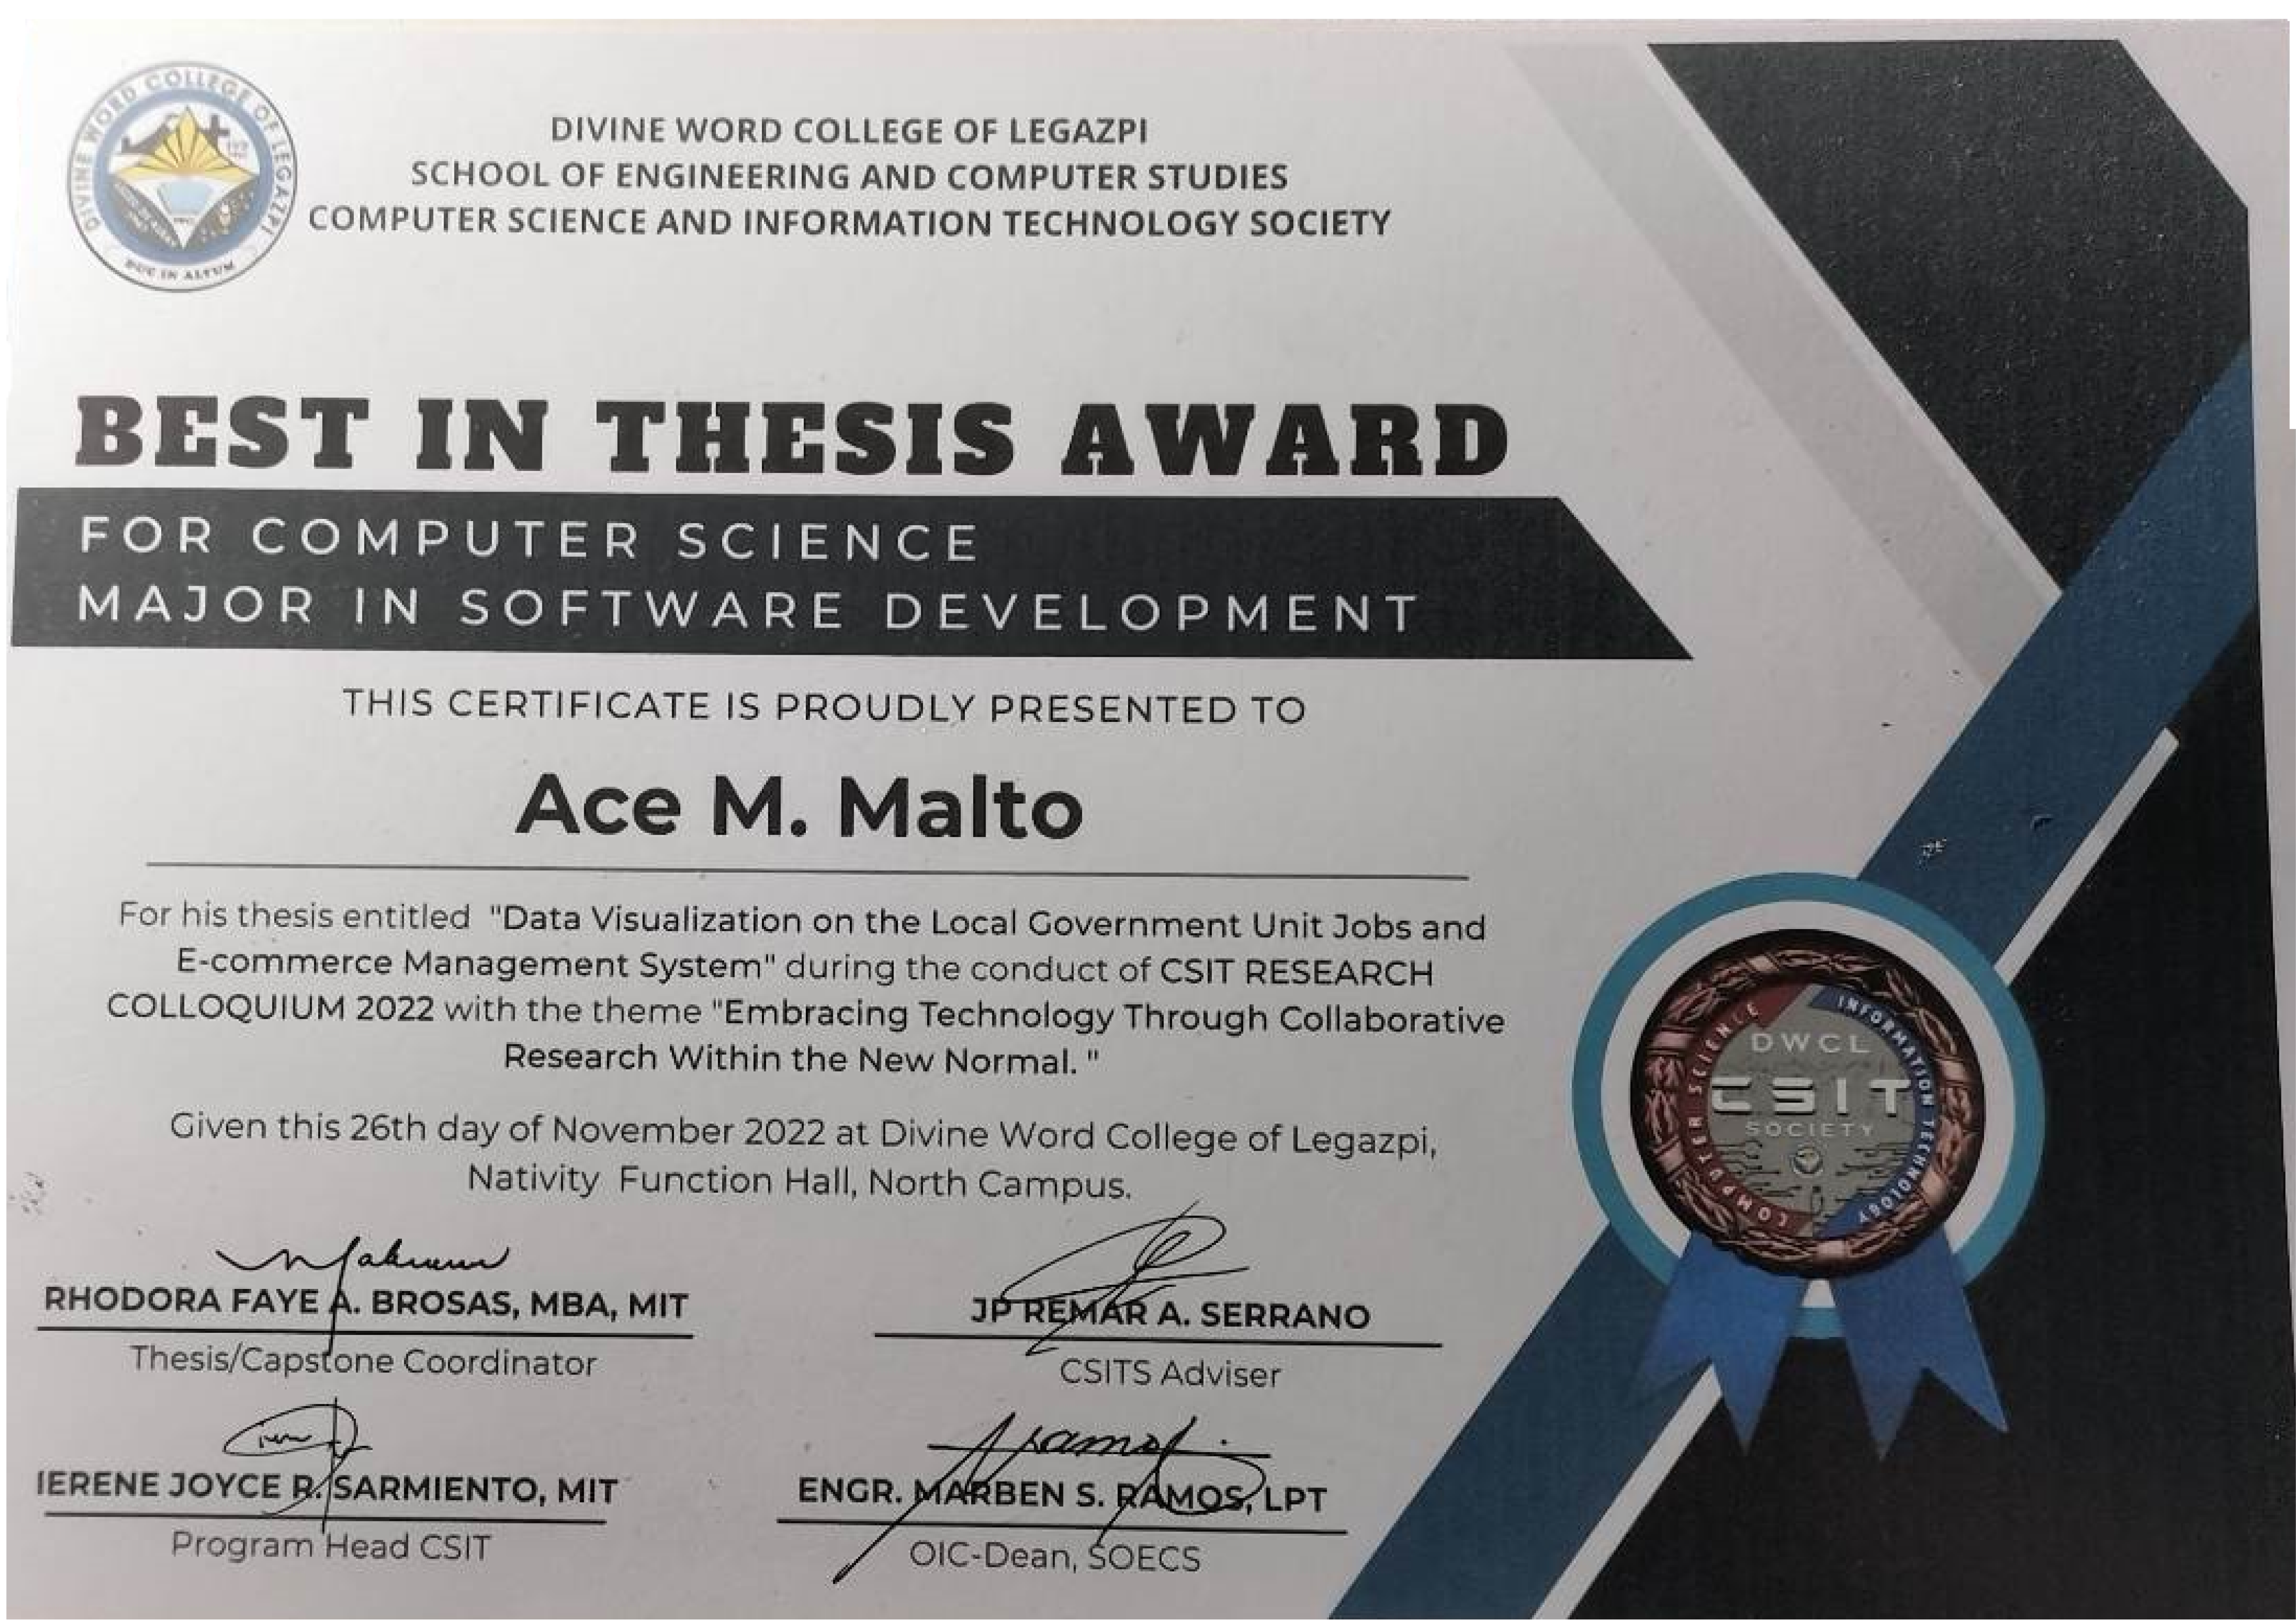 DIVINE WORD COLLEGE OF LEGAZPI
DUC IN ALTUM
DIVINE WORD COLLEGE OF LEGAZPI
SCHOOL OF ENGINEERING AND COMPUTER STUDIES
COMPUTER SCIENCE AND INFORMATION TECHNOLOGY SOCIETY
BEST IN THESIS AWARD
FOR COMPUTER SCIENCE
MAJOR IN SOFTWARE DEVELOPMENT
THIS CERTIFICATE IS PROUDLY PRESENTED TO
Ace M. Malto
For his thesis entitled "Data Visualization on the Local Government Unit Jobs and
E-commerce Management System" during the conduct of CSIT RESEARCH
COLLOQUIUM 2022 with the theme "Embracing Technology Through Collaborative
Research Within the New Normal. "
Given this 26th day of November 2022 at Divine Word College of Legazpi,
Nativity Function Hall, North Campus.
RHODORA FAYE A. BROSAS, MBA, MIT
Thesis/Capstone Coordinator
JP REMAR A. SERRANO
CSITS Adviser
IERENE JOYCE R. SARMIENTO, MIT
Program Head CSIT
ENGR. MARBEN S. RAMOS, LPT
OIC-Dean, SOECS
COMPUTER SCIENCE
INFORMATION TECHNOLOGY
DWCL
CSIT
SOCIETY